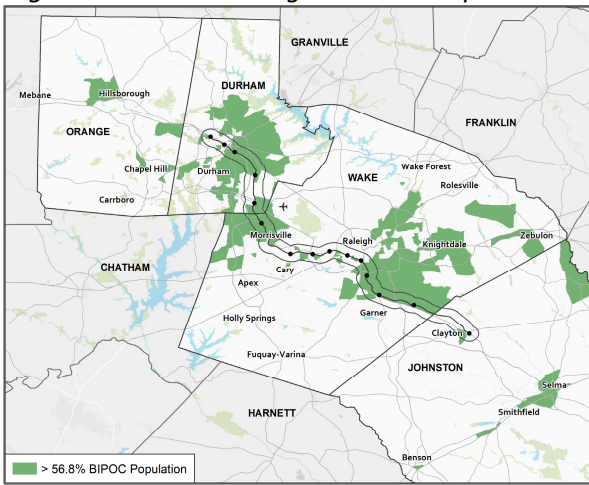 GRANVILLE
DURHAM
Mebane
Hillsborough
FRANKLIN
ORANGE
Wake Forest
Chapel Hill
Durham
WAKE
Rolesville
Carrboro
Morrisville
Raleigh
Knightdale
Zebulon
CHATHAM
Cary
Apex
Holly Springs
Garner
Clayton
Fuquay-Varina
JOHNSTON
Selma
HARNETT
Smithfield
Benson
> 56.8% BIPOC Population